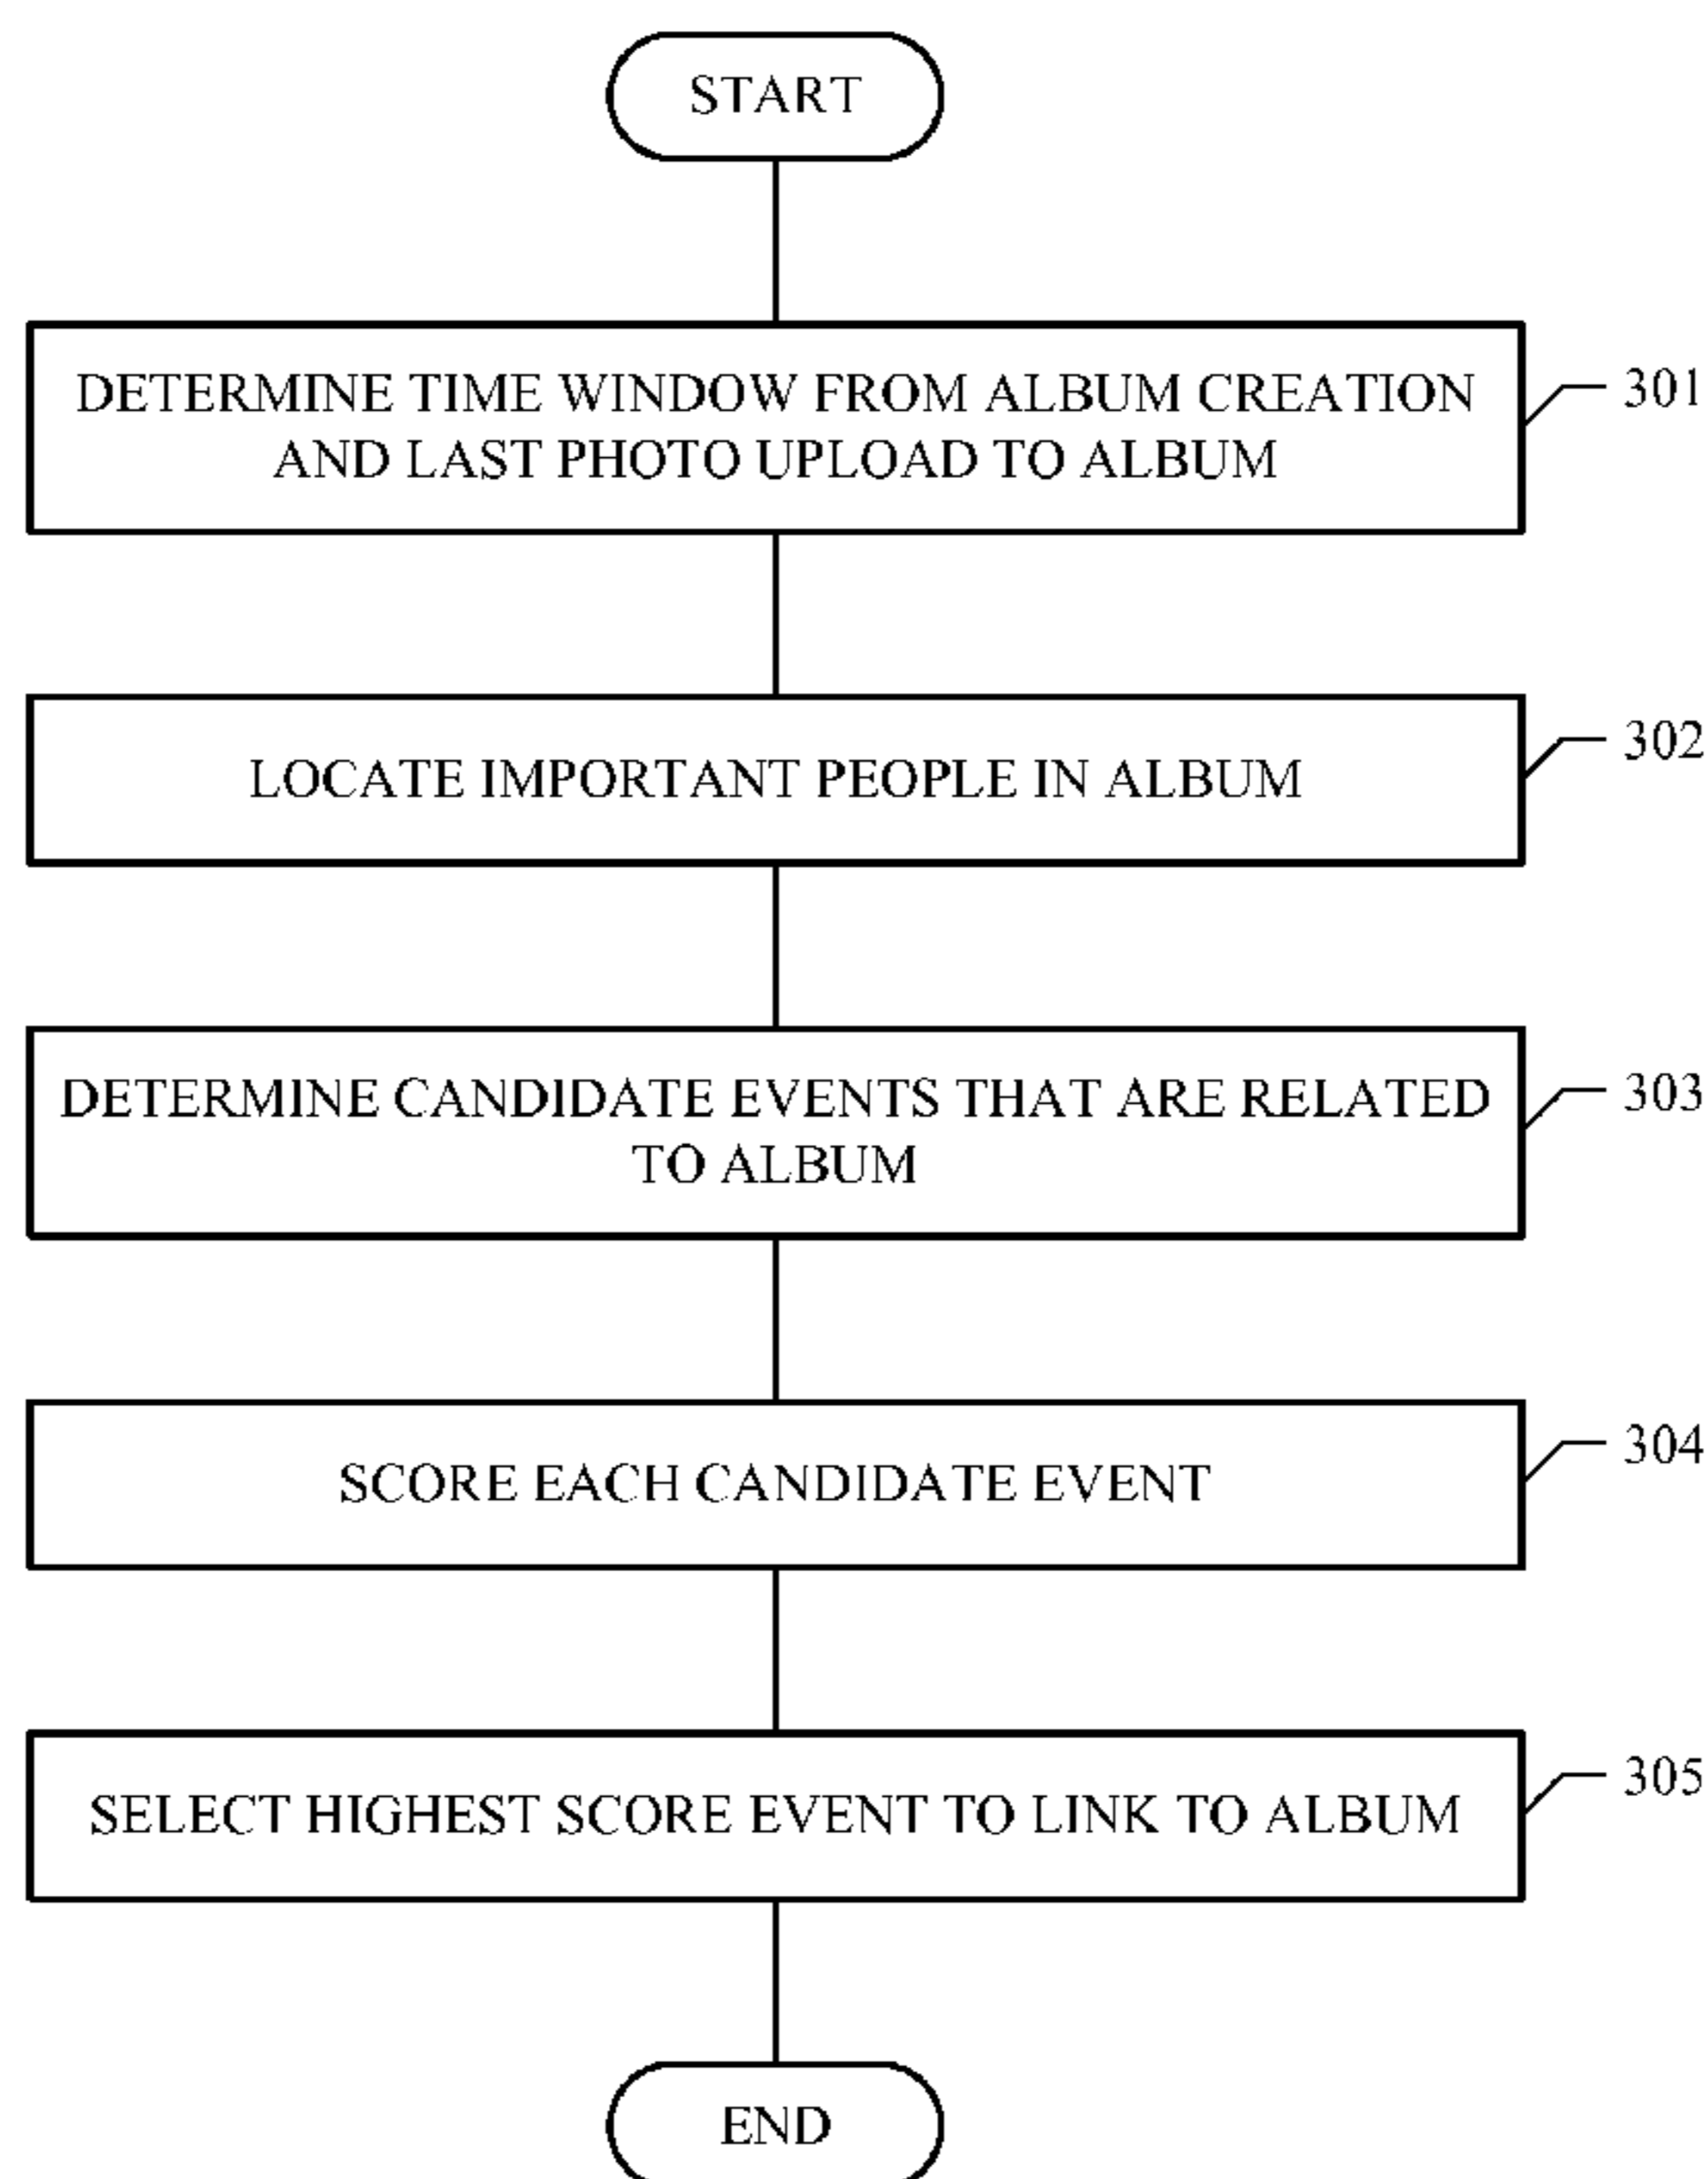 START
DETERMINE TIME WINDOW FROM ALBUM CREATION
AND LAST PHOTO UPLOAD TO ALBUM
301
LOCATE IMPORTANT PEOPLE IN ALBUM
302
DETERMINE CANDIDATE EVENTS THAT ARE RELATED
TO ALBUM
303
SCORE EACH CANDIDATE EVENT
304
SELECT HIGHEST SCORE EVENT TO LINK TO ALBUM
305
END